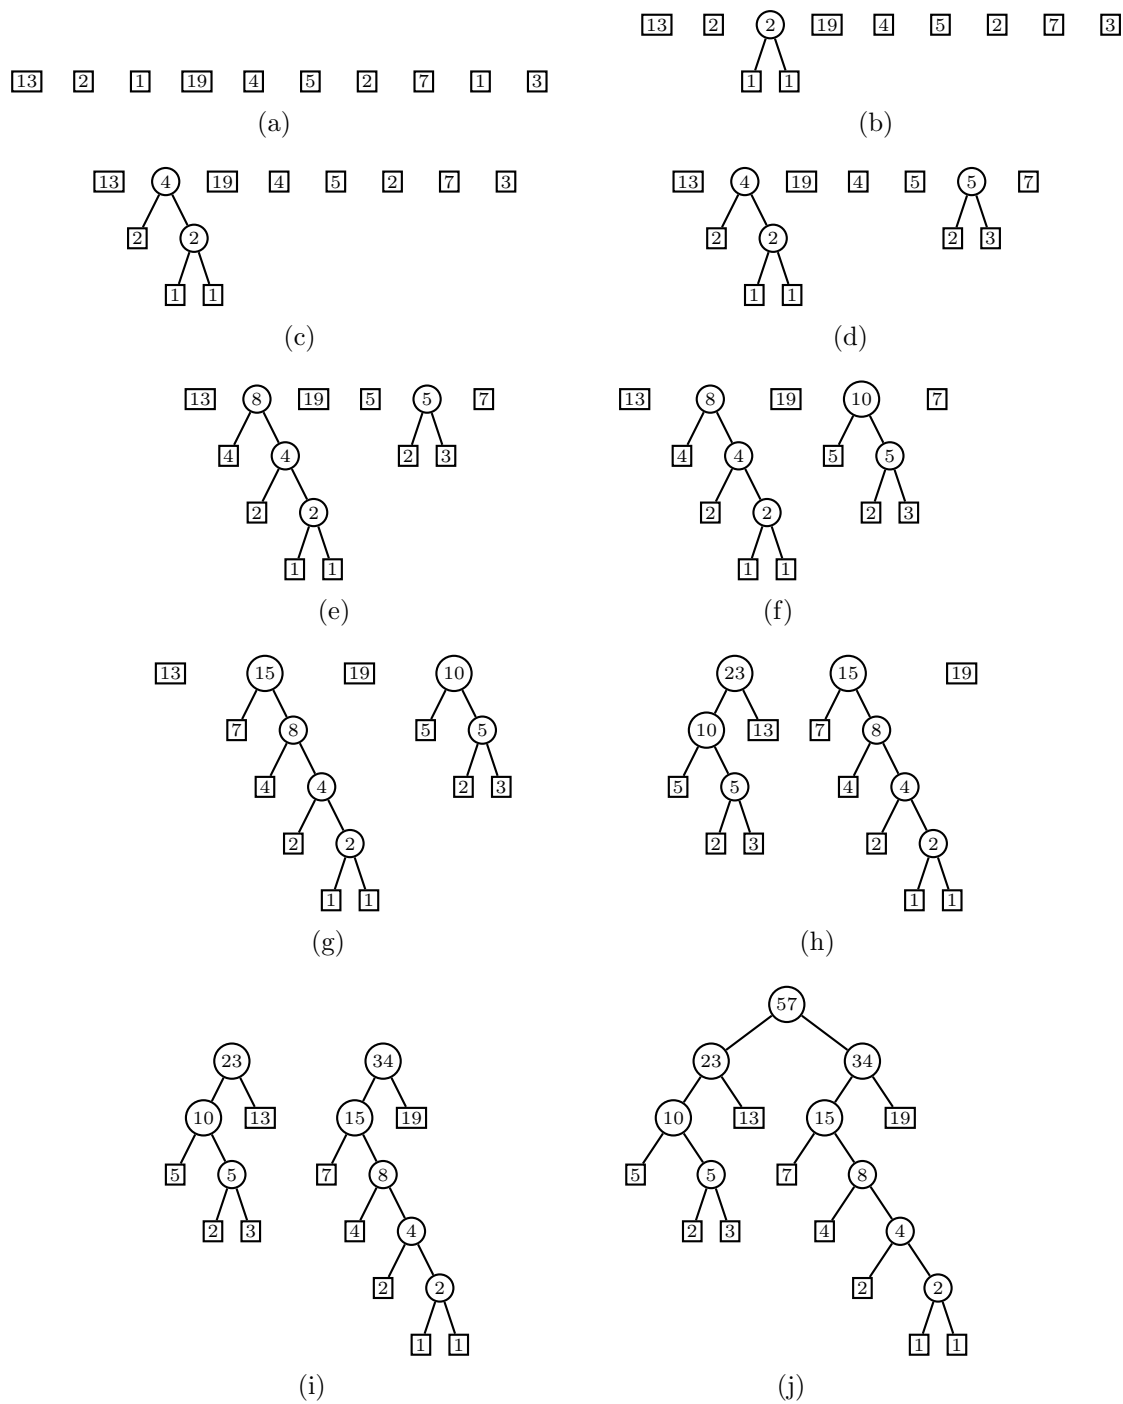 13 2 1 19 4 5 2 7 1 3
(a)
13 2 2 19 4 5 2 7 3
1 1
(b)
13 4 19 4 5 2 7 3
2 2
1 1
(c)
13 4 19 4 5 5 7
2 2 2 3
1 1
(d)
13 8 19 5 5 7
4 4 2 3
2 2
1 1
(e)
13 8 19 10 7
4 4 5 5
2 2 2 3
1 1
(f)
13 15 19 10
7 8 5 5
4 4 2 3
2 2
1 1
(g)
23 15 19
10 13 7 8
5 5 4 4
2 3 2 2
1 1
(h)
23 34
10 13 15 19
5 5 7 8
2 3 4 4
2 2
1 1
(i)
57
23 34
10 13 15 19
5 5 7 8
2 3 4 4
2 2
1 1
(j)